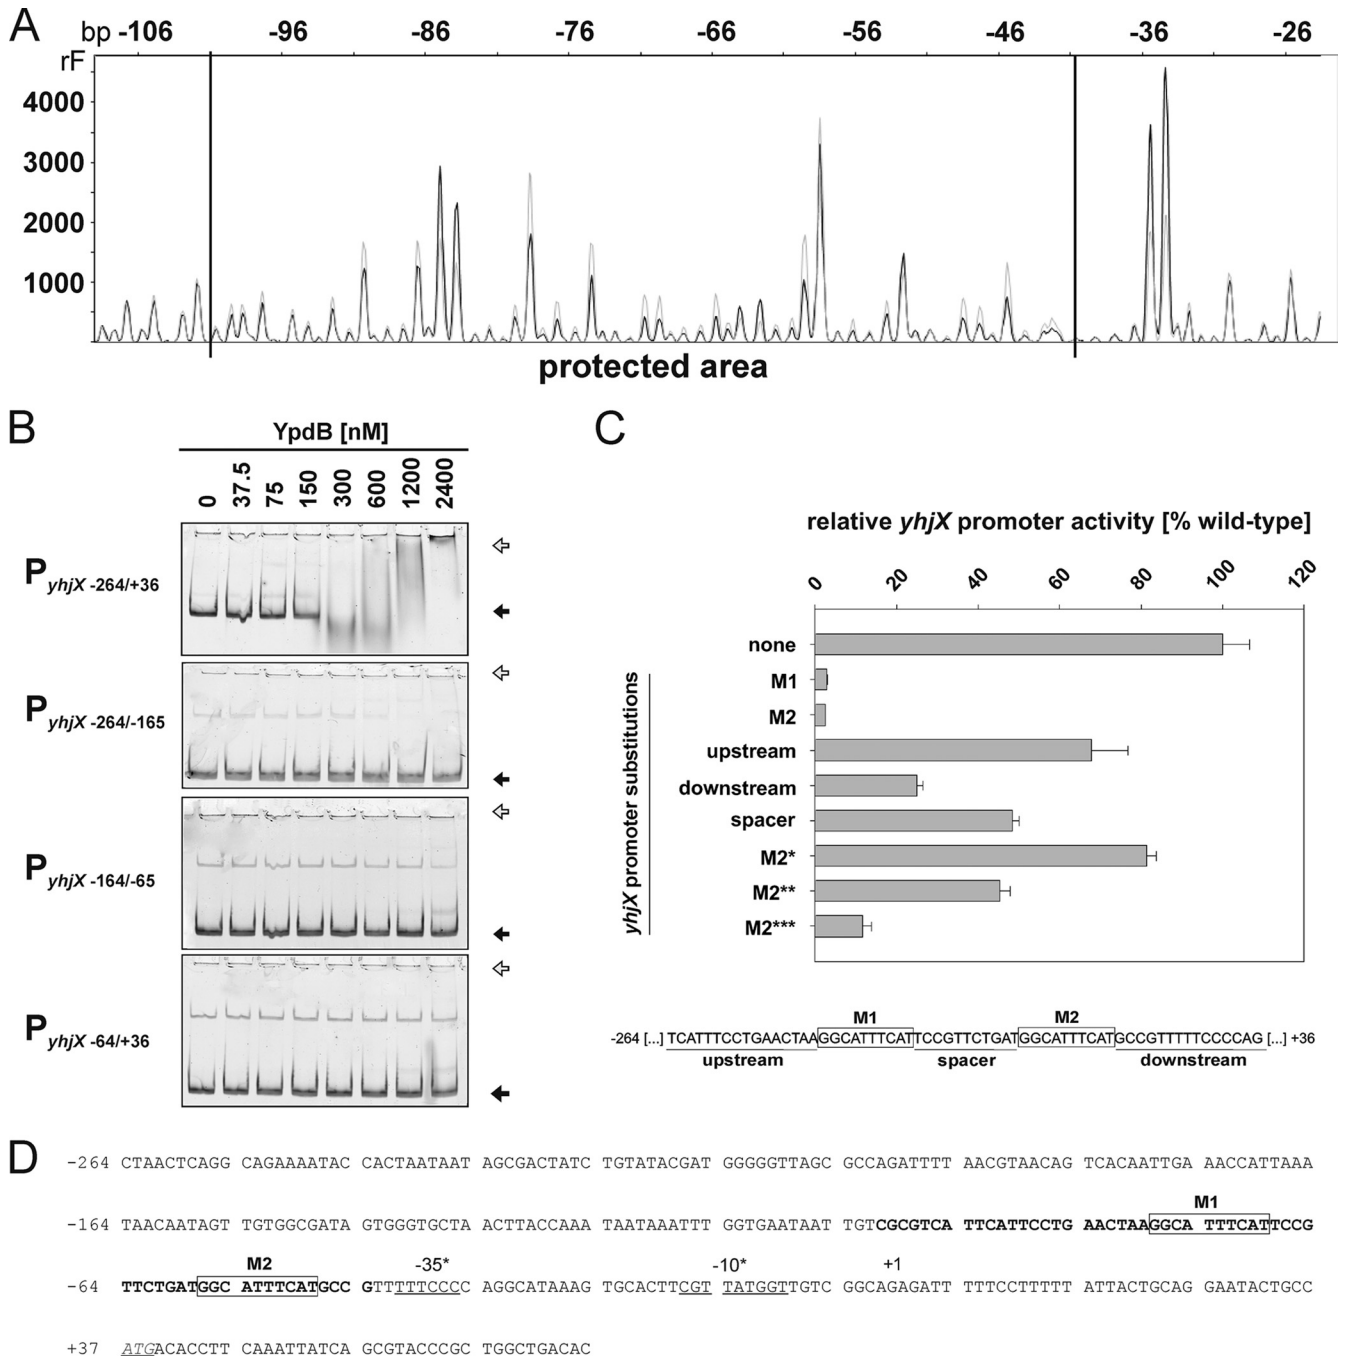 A
bp -106 -96 -86 -76 -66 -56 -46 -36 -26
rF
4000
3000
2000
1000
protected area
B
YpdB [nM]
0 37.5 75 150 300 600 1200 2400
P yhjX -264/+36
P yhjX -264/-165
P yhjX -164/-65
P yhjX -64/+36
C
relative yhjX promoter activity [% wild-type]
0 20 40 60 80 100 120
yhjX promoter substitutions
none
M1
M2
upstream
downstream
spacer
M2*
M2**
M2***
M1 M2
-264 [...] TCATTTCCTGAACTAAGGCATTTCATTCCGTTCTGATGGCATTTCATGCCGTTTTTCCCCAG [...] +36
upstream spacer downstream
D
-264 CTAACTCAGG CAGAAAATAC CACTAATAAT AGCGACTATC TGTATACGAT GGGGGTTAGC GCCAGATTTT AACGTAACAG TCACAATTGA AACCATTAAA
M1
-164 TAACAATAGT TGTGGCGATA GTGGGTGCTA ACTTACCAAA TAATAAATTT GGTGAATAAT TGTCGCGTCA TTCATTCCTG AACTAAGGCA TTTCATTCCG
M2 -35* -10* +1
-64 TTCTGATGGC ATTTCATGCC GTTTTTCCCC AGGCATAAAG TGCACTTCGT TATGGTTGTC GGCAGAGATT TTTCCTTTTT ATTACTGCAG GAATACTGCC
+37 ATGACACCTT CAAATTATCA GCGTACCCGC TGGCTGACAC